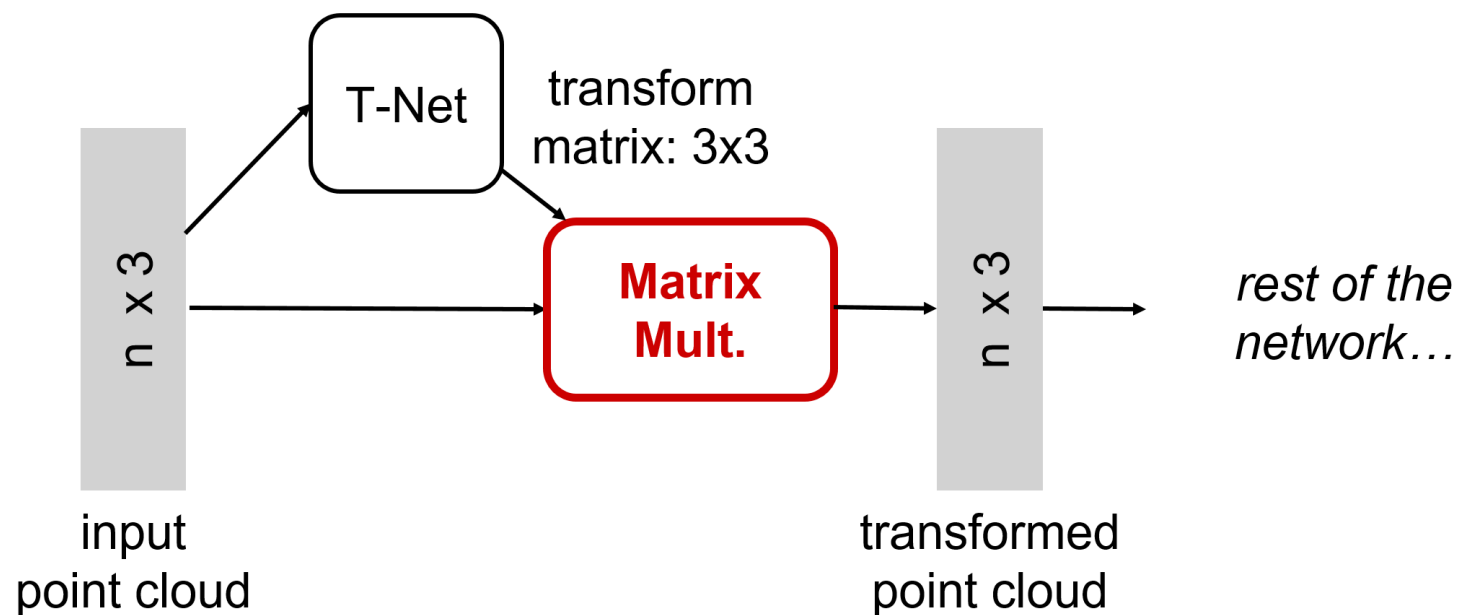 T-Net
transform
matrix: 3x3
n x 3
Matrix
Mult.
n x 3
rest of the
network…
input
point cloud
transformed
point cloud